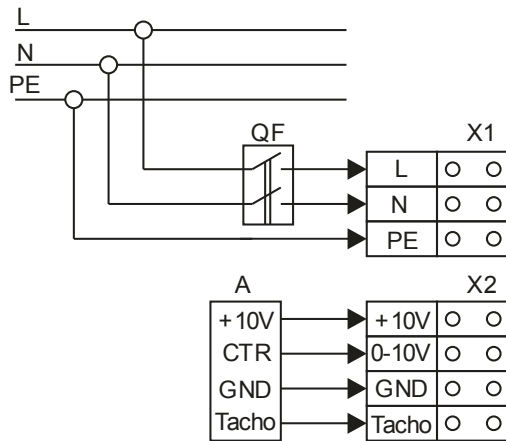 L
N
PE
QF X1
L
N
PE
A X2
+10V +10V
CTR 0-10V
GND GND
Tacho Tacho